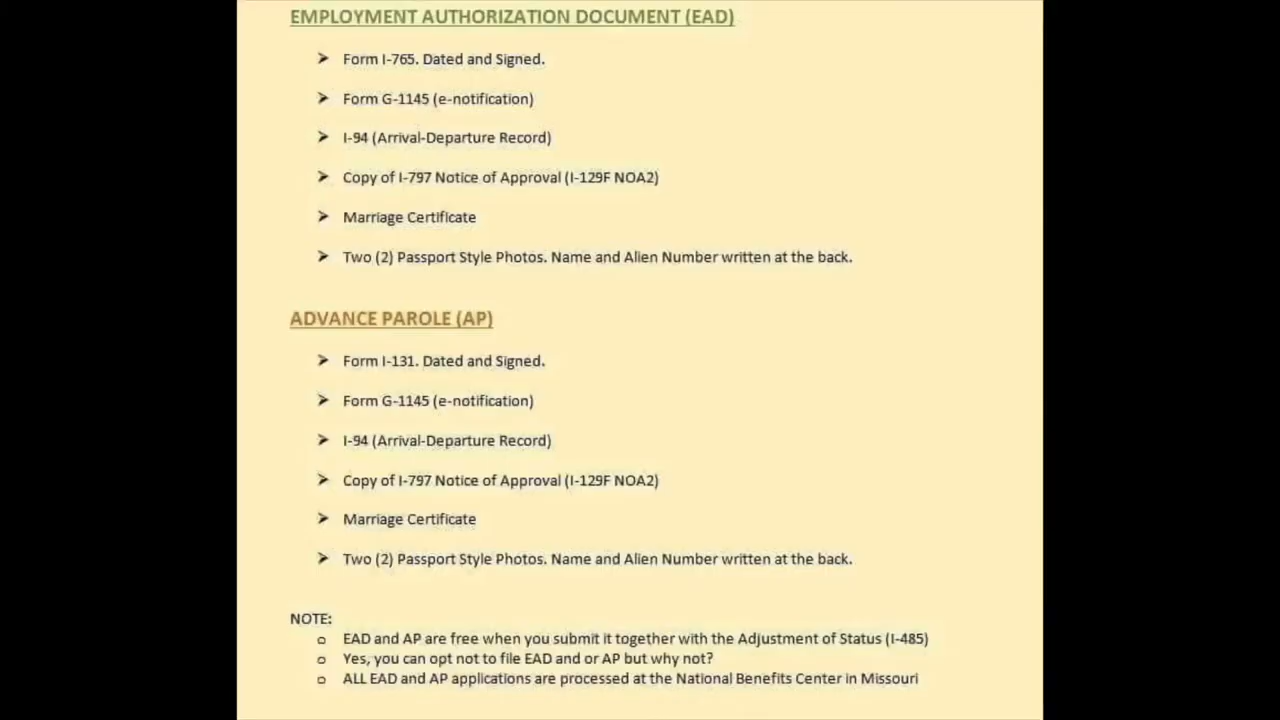 EMPLOYMENT AUTHORIZATION DOCUMENT (EAD)
➢ Form I-765. Dated and Signed.
➢ Form G-1145 (e-notification)
➢ I-94 (Arrival-Departure Record)
➢ Copy of I-797 Notice of Approval (I-129F NOA2)
➢ Marriage Certificate
➢ Two (2) Passport Style Photos. Name and Alien Number written at the back.
ADVANCE PAROLE (AP)
➢ Form I-131. Dated and Signed.
➢ Form G-1145 (e-notification)
➢ I-94 (Arrival-Departure Record)
➢ Copy of I-797 Notice of Approval (I-129F NOA2)
➢ Marriage Certificate
➢ Two (2) Passport Style Photos. Name and Alien Number written at the back.
NOTE:
o EAD and AP are free when you submit it together with the Adjustment of Status (I-485)
o Yes, you can opt not to file EAD and or AP but why not?
o ALL EAD and AP applications are processed at the National Benefits Center in Missouri